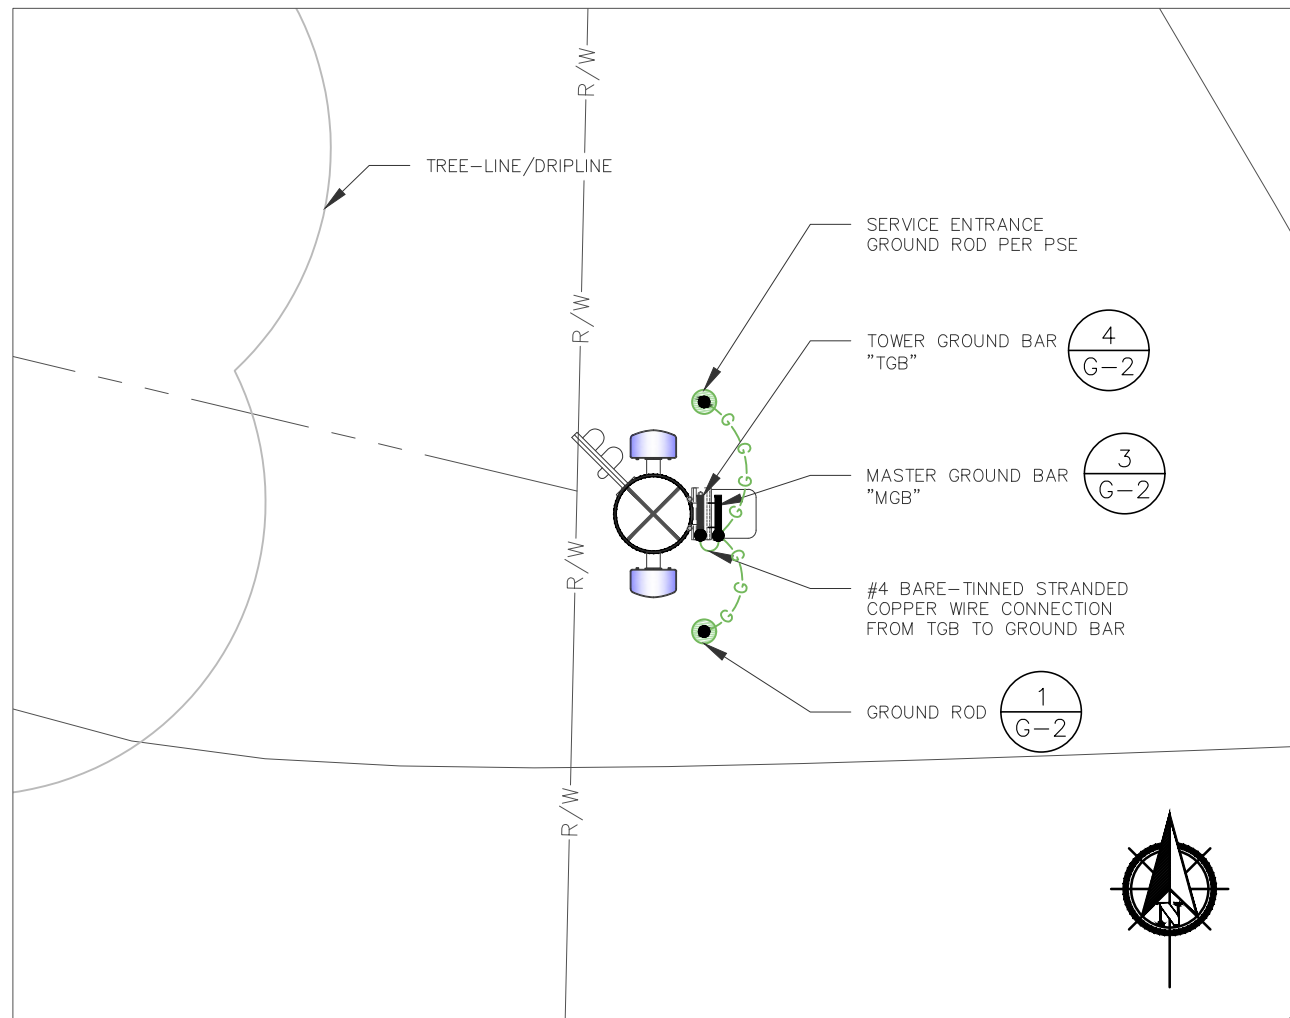 R/W
TREE-LINE/DRIPLINE
SERVICE ENTRANCE
GROUND ROD PER PSE
R/W
TOWER GROUND BAR
"TGB"
4
G-2
G
G
G
G
MASTER GROUND BAR
"MGB"
3
G-2
R/W
G
G
G
#4 BARE-TINNED STRANDED
COPPER WIRE CONNECTION
FROM TGB TO GROUND BAR
GROUND ROD
1
G-2
R/W
N